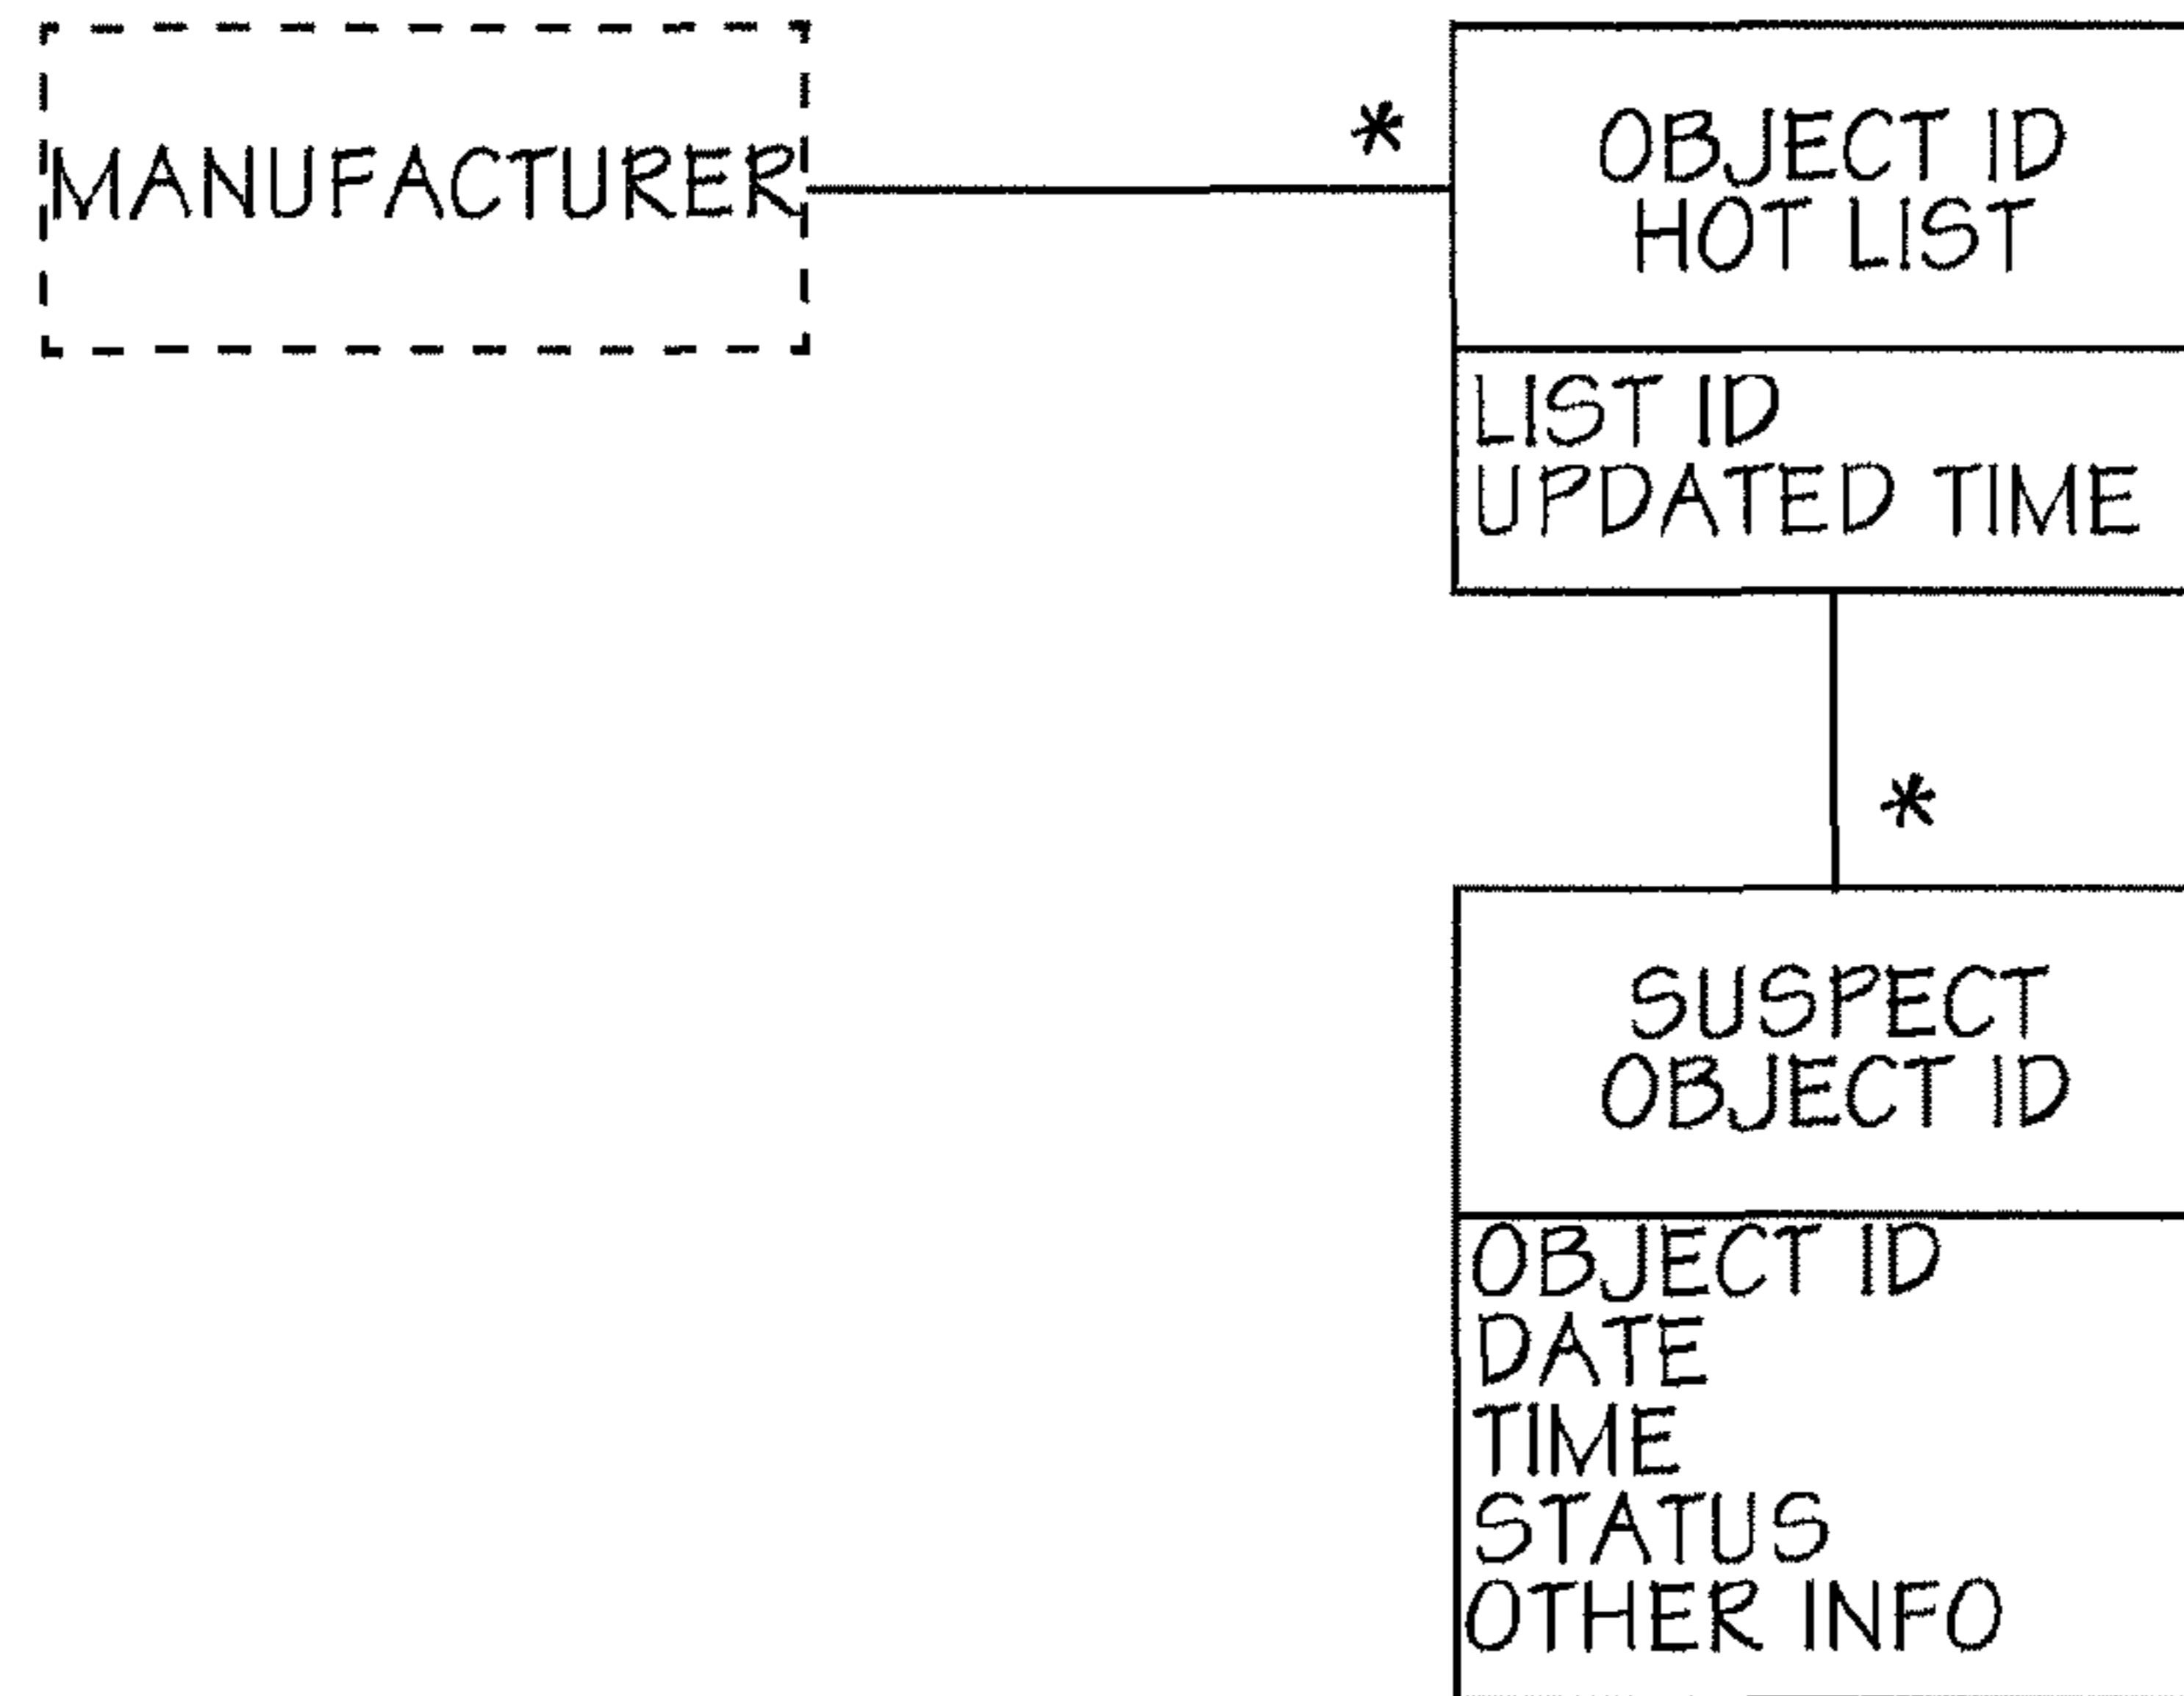 MANUFACTURER
*
OBJECT ID
HOT LIST
LIST ID
UPDATED TIME
*
SUSPECT
OBJECT ID
OBJECT ID
DATE
TIME
STATUS
OTHER INFO